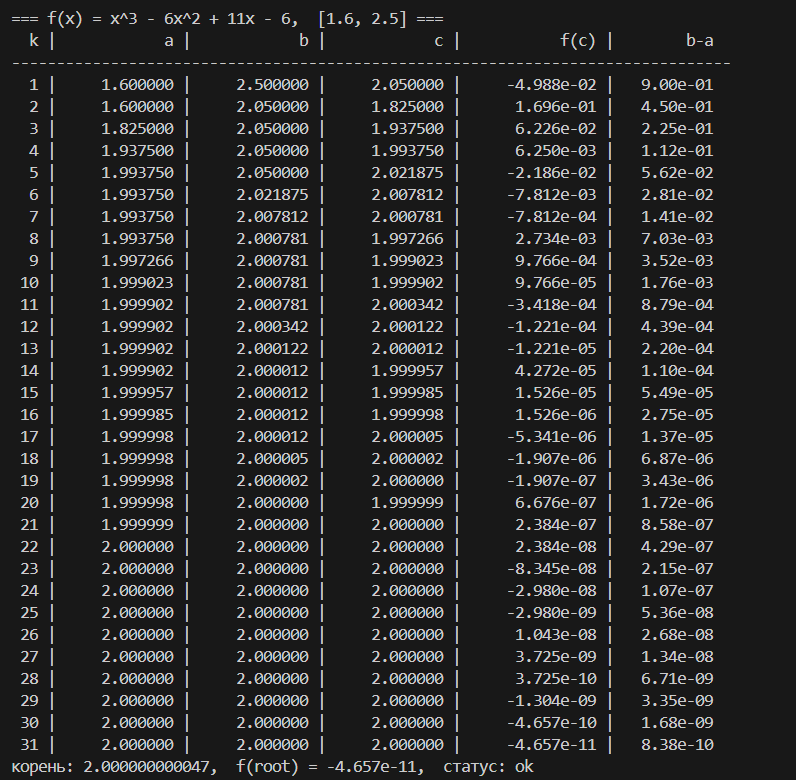 === f(x) = x^3 - 6x^2 + 11x - 6,  [1.6, 2.5] ===
  k |            a |            b |            c |          f(c) |        b-a
--------------------------------------------------------------------------------
  1 |     1.600000 |     2.500000 |     2.050000 |    -4.988e-02 |   9.00e-01
  2 |     1.600000 |     2.050000 |     1.825000 |     1.696e-01 |   4.50e-01
  3 |     1.825000 |     2.050000 |     1.937500 |     6.226e-02 |   2.25e-01
  4 |     1.937500 |     2.050000 |     1.993750 |     6.250e-03 |   1.12e-01
  5 |     1.993750 |     2.050000 |     2.021875 |    -2.186e-02 |   5.62e-02
  6 |     1.993750 |     2.021875 |     2.007812 |    -7.812e-03 |   2.81e-02
  7 |     1.993750 |     2.007812 |     2.000781 |    -7.812e-04 |   1.41e-02
  8 |     1.993750 |     2.000781 |     1.997266 |     2.734e-03 |   7.03e-03
  9 |     1.997266 |     2.000781 |     1.999023 |     9.766e-04 |   3.52e-03
 10 |     1.999023 |     2.000781 |     1.999902 |     9.766e-05 |   1.76e-03
 11 |     1.999902 |     2.000781 |     2.000342 |    -3.418e-04 |   8.79e-04
 12 |     1.999902 |     2.000342 |     2.000122 |    -1.221e-04 |   4.39e-04
 13 |     1.999902 |     2.000122 |     2.000012 |    -1.221e-05 |   2.20e-04
 14 |     1.999902 |     2.000012 |     1.999957 |     4.272e-05 |   1.10e-04
 15 |     1.999957 |     2.000012 |     1.999985 |     1.526e-05 |   5.49e-05
 16 |     1.999985 |     2.000012 |     1.999998 |     1.526e-06 |   2.75e-05
 17 |     1.999998 |     2.000012 |     2.000005 |    -5.341e-06 |   1.37e-05
 18 |     1.999998 |     2.000005 |     2.000002 |    -1.907e-06 |   6.87e-06
 19 |     1.999998 |     2.000002 |     2.000000 |    -1.907e-07 |   3.43e-06
 20 |     1.999998 |     2.000000 |     1.999999 |     6.676e-07 |   1.72e-06
 21 |     1.999999 |     2.000000 |     2.000000 |     2.384e-07 |   8.58e-07
 22 |     2.000000 |     2.000000 |     2.000000 |     2.384e-08 |   4.29e-07
 23 |     2.000000 |     2.000000 |     2.000000 |    -8.345e-08 |   2.15e-07
 24 |     2.000000 |     2.000000 |     2.000000 |    -2.980e-08 |   1.07e-07
 25 |     2.000000 |     2.000000 |     2.000000 |    -2.980e-09 |   5.36e-08
 26 |     2.000000 |     2.000000 |     2.000000 |     1.043e-08 |   2.68e-08
 27 |     2.000000 |     2.000000 |     2.000000 |     3.725e-09 |   1.34e-08
 28 |     2.000000 |     2.000000 |     2.000000 |     3.725e-10 |   6.71e-09
 29 |     2.000000 |     2.000000 |     2.000000 |    -1.304e-09 |   3.35e-09
 30 |     2.000000 |     2.000000 |     2.000000 |    -4.657e-10 |   1.68e-09
 31 |     2.000000 |     2.000000 |     2.000000 |    -4.657e-11 |   8.38e-10
корень: 2.000000000047,  f(root) = -4.657e-11,  статус: ok